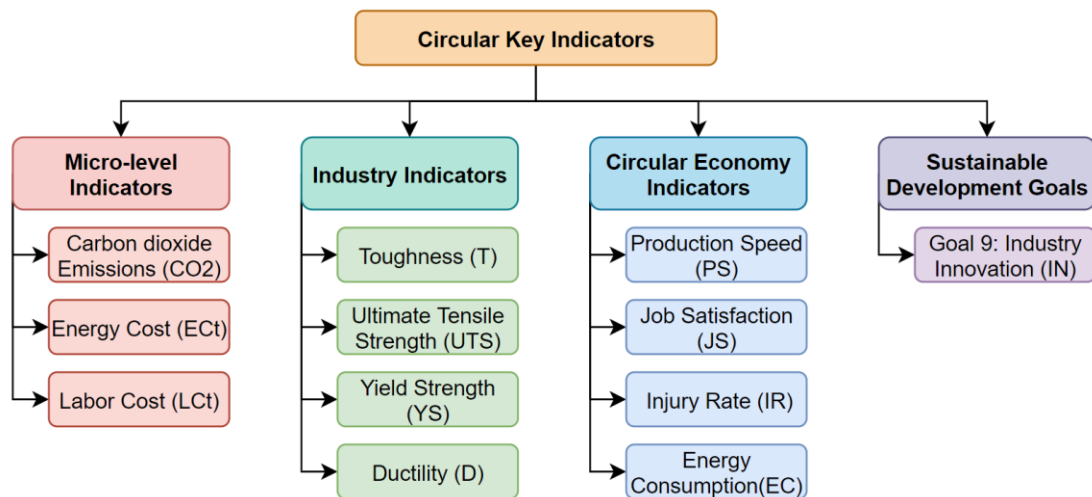 Circular Key Indicators
Micro-level
Indicators
Carbon dioxide
Emissions (CO2)
Energy Cost (ECt)
Labor Cost (LCt)
Industry Indicators
Toughness (T)
Ultimate Tensile
Strength (UTS)
Yield Strength
(YS)
Ductility (D)
Circular Economy
Indicators
Production Speed
(PS)
Job Satisfaction
(JS)
Injury Rate (IR)
Energy
Consumption(EC)
Sustainable
Development Goals
Goal 9: Industry
Innovation (IN)